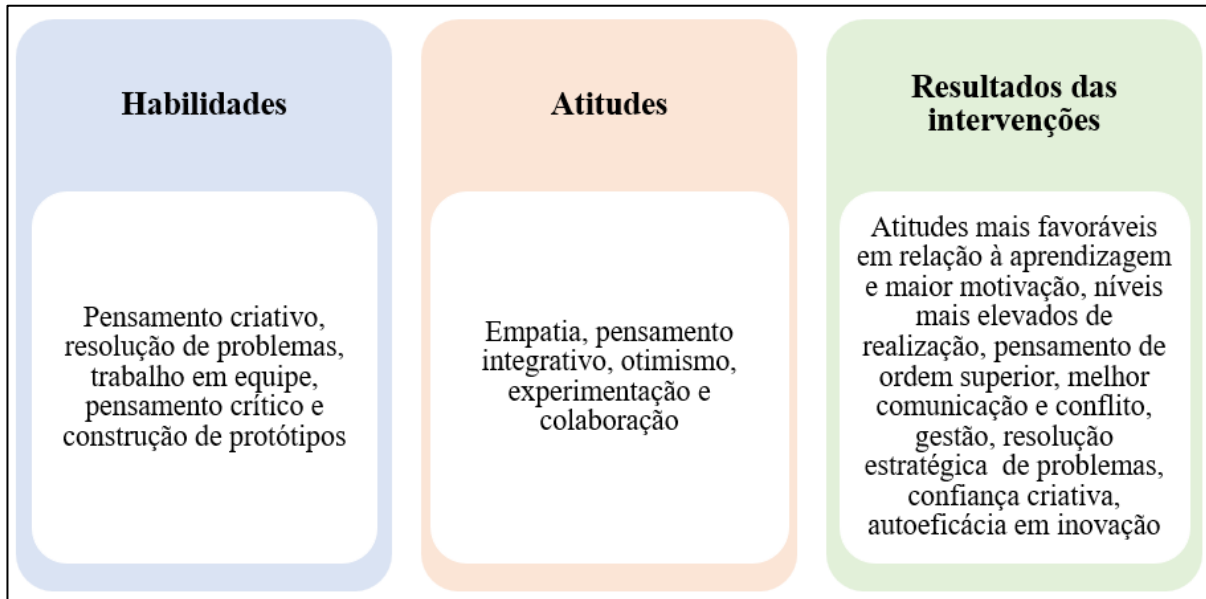 Habilidades
Pensamento criativo,
resolução de problemas,
trabalho em equipe,
pensamento crítico e
construção de protótipos
Atitudes
Empatia, pensamento
integrativo, otimismo,
experimentação e
colaboração
Resultados das
intervenções
Atitudes mais favoráveis
em relação à aprendizagem
e maior motivação, níveis
mais elevados de
realização, pensamento de
ordem superior, melhor
comunicação e conflito,
gestão, resolução
estratégica de problemas,
confiança criativa,
autoeficácia em inovação